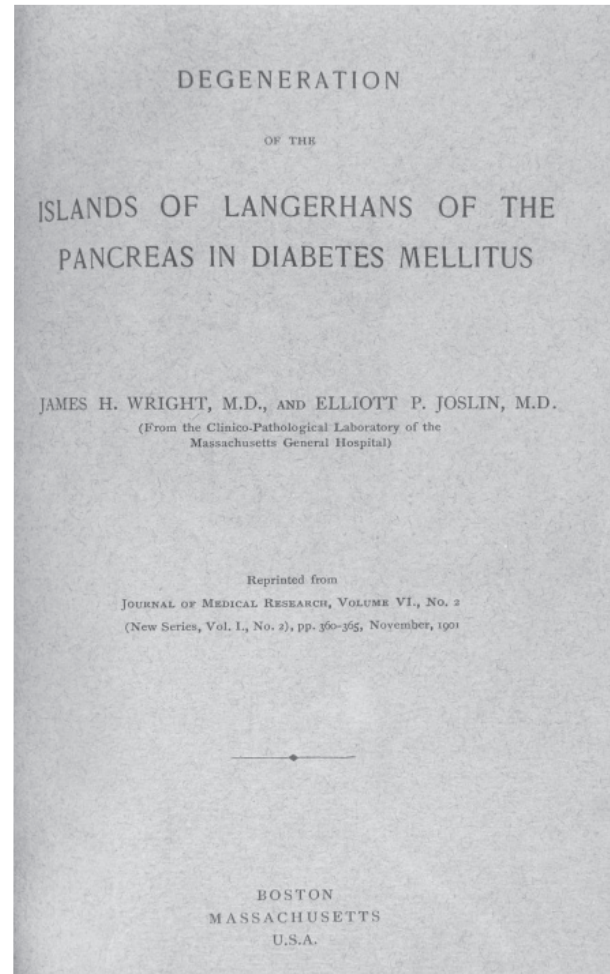 DEGENERATION
OF THE
ISLANDS OF LANGERHANS OF THE
PANCREAS IN DIABETES MELLITUS
JAMES H. WRIGHT, M.D., AND ELLIOTT P. JOSLIN, M.D.
(From the Clinico-Pathological Laboratory of the
Massachusetts General Hospital)
Reprinted from
JOURNAL OF MEDICAL RESEARCH, VOLUME VI., No. 2
(New Series, Vol. I., No. 2), pp. 360-365, November, 1901
BOSTON
MASSACHUSETTS
U.S.A.